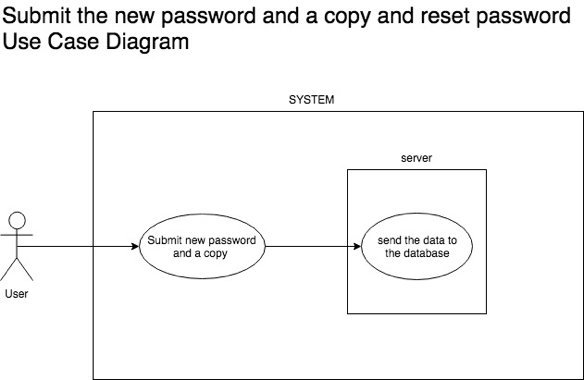 Submit the new password and a copy and reset password
Use Case Diagram
SYSTEM
server
Submit new password
and a copy
send the data to
the database
User